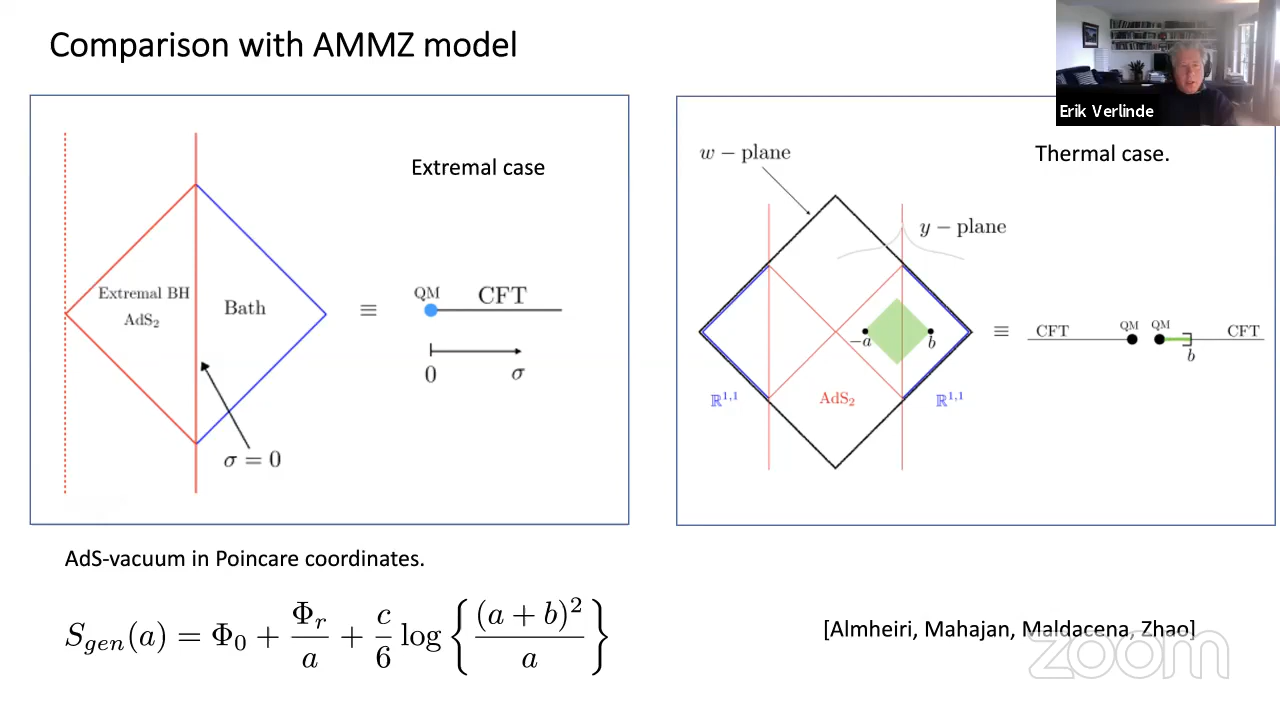 Comparison with AMMZ model
Erik Verlinde
Extremal case
Extremal BH
AdS₂
Bath
≡
QM
CFT
0
σ
σ = 0
w − plane
Thermal case.
y − plane
−a
b
≡
CFT
QM
QM
CFT
b
ℝ¹,¹
AdS₂
ℝ¹,¹
AdS-vacuum in Poincare coordinates.
S_gen(a) = Φ₀ + Φ_r/a + c/6 log { (a + b)²/a }
[Almheiri, Mahajan, Maldacena, Zhao]
zoom